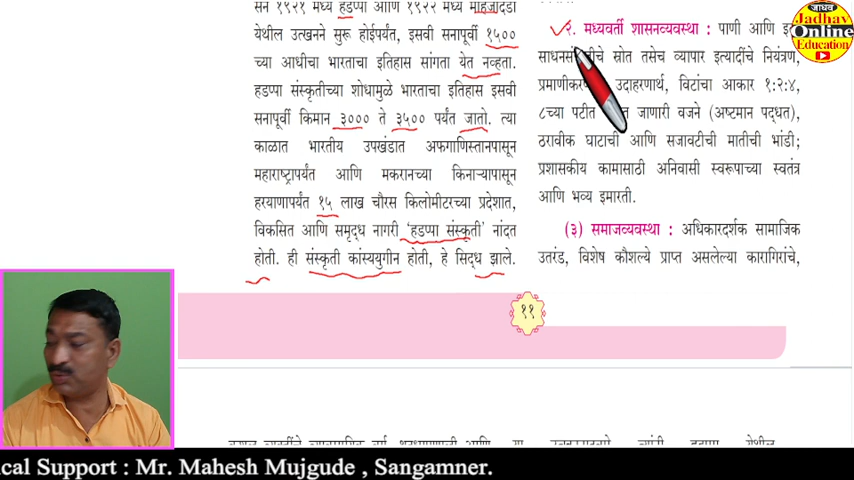 सन १९२१ मध्ये हडप्पा आणि १९२२ मध्ये मोहेंजोदडो
येथील उत्खनने सुरू होईपर्यंत, इसवी सनापूर्वी १५००
च्या आधीचा भारताचा इतिहास सांगता येत नव्हता.
हडप्पा संस्कृतीच्या शोधामुळे भारताचा इतिहास इसवी
सनापूर्वी किमान ३००० ते ३५०० पर्यंत जातो. त्या
काळात भारतीय उपखंडात अफगाणिस्तानपासून
महाराष्ट्रापर्यंत आणि मकरानच्या किनाऱ्यापासून
हरयाणापर्यंत १५ लाख चौरस किलोमीटरच्या प्रदेशात,
विकसित आणि समृद्ध नागरी ‘हडप्पा संस्कृती’ नांदत
होती. ही संस्कृती कांस्ययुगीन होती, हे सिद्ध झाले.
२. मध्यवर्ती शासनव्यवस्था : पाणी आणि
स्रोत तसेच व्यापार इत्यादींचे नियंत्रण,
उदाहरणार्थ, विटांचा आकार १:२:४,
८च्या पटीत जाणारी वजने (अष्टमान पद्धत),
ठरावीक घाटाची आणि सजावटीची मातीची भांडी;
प्रशासकीय कामासाठी अनिवासी स्वरूपाच्या स्वतंत्र
आणि भव्य इमारती.
(३) समाजव्यवस्था : अधिकारदर्शक सामाजिक
उतरंड, विशेष कौशल्ये प्राप्त असलेल्या कारागिरांचे,
११
जाधव
Jadhav
Online
Education
cal Support : Mr. Mahesh Mujgude , Sangamner.